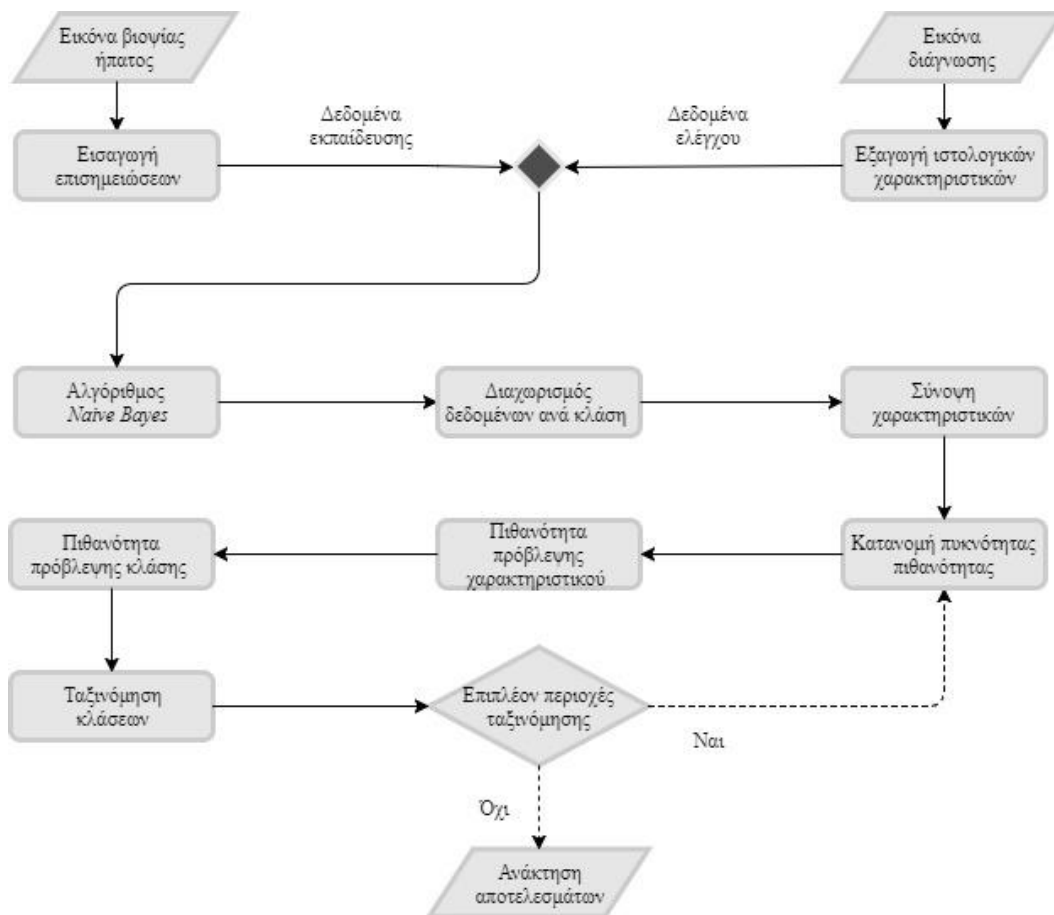 Εικόνα βιοψίας
ήπατος
Εικόνα
διάγνωσης
Δεδομένα
εκπαίδευσης
Δεδομένα
ελέγχου
Εισαγωγή
επισημειώσεων
Εξαγωγή ιστολογικών
χαρακτηριστικών
Αλγόριθμος
Naive Bayes
Διαχωρισμός
δεδομένων ανά κλάση
Σύνοψη
χαρακτηριστικών
Πιθανότητα
πρόβλεψης κλάσης
Πιθανότητα
πρόβλεψης
χαρακτηριστικού
Κατανομή πυκνότητας
πιθανότητας
Ταξινόμηση
κλάσεων
Επιπλέον περιοχές
ταξινόμησης
Ναι
Όχι
Ανάκτηση
αποτελεσμάτων